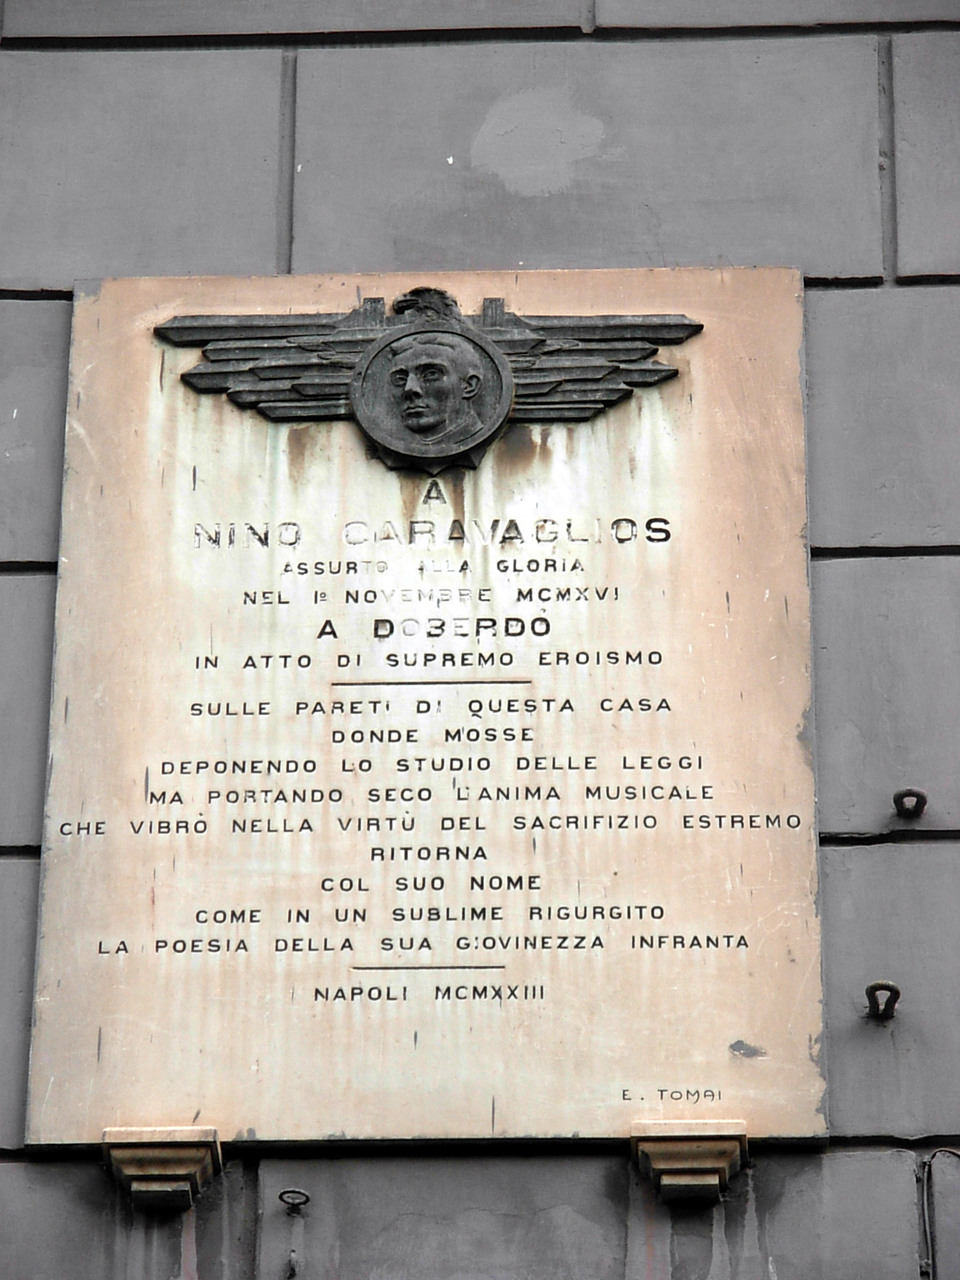 A
NINO CARAVAGLIOS
ASSURTO ALLA GLORIA
NEL 1º NOVEMBRE MCMXVI
A DOBERDÒ
IN ATTO DI SUPREMO EROISMO
SULLE PARETI DI QUESTA CASA
DONDE MOSSE
DEPONENDO LO STUDIO DELLE LEGGI
MA PORTANDO SECO L'ANIMA MUSICALE
CHE VIBRÒ NELLA VIRTÙ DEL SACRIFIZIO ESTREMO
RITORNA
COL SUO NOME
COME IN UN SUBLIME RIGURGITO
LA POESIA DELLA SUA GIOVINEZZA INFRANTA
NAPOLI MCMXXIII
E. TOMAI